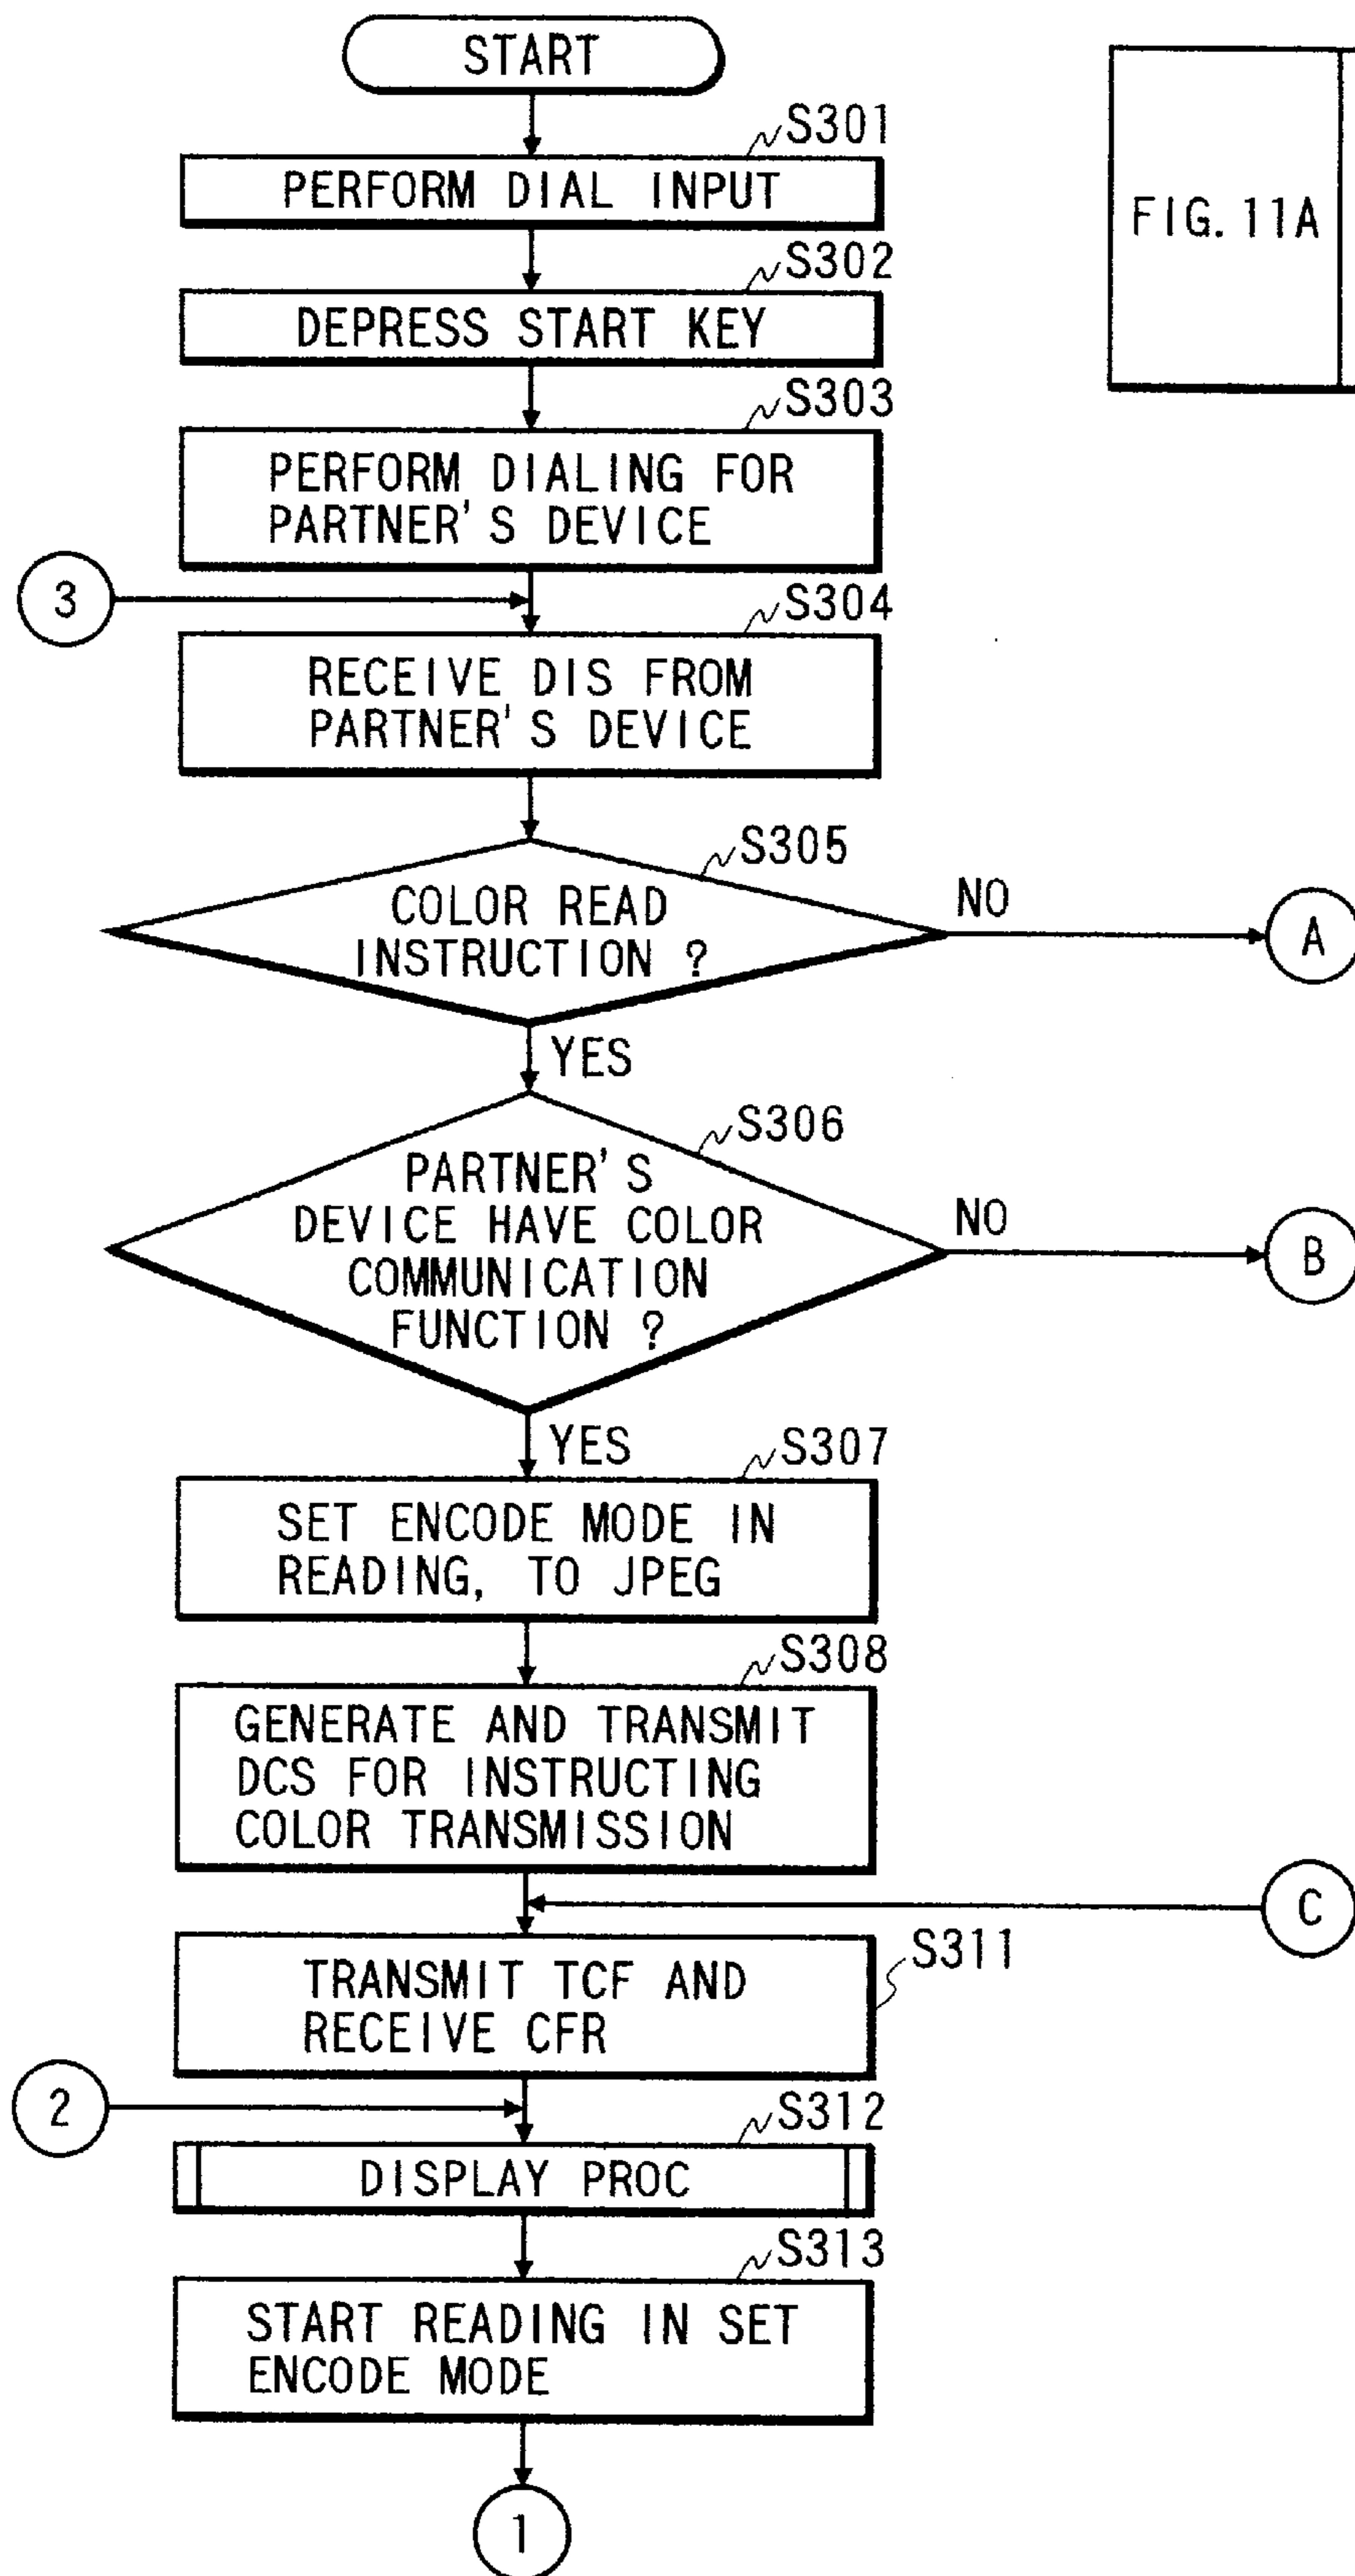 START
FIG. 11A
S301
PERFORM DIAL INPUT
S302
DEPRESS START KEY
S303
PERFORM DIALING FOR
PARTNER'S DEVICE
3
S304
RECEIVE DIS FROM
PARTNER'S DEVICE
S305
COLOR READ
INSTRUCTION ?
NO
A
YES
S306
PARTNER'S
DEVICE HAVE COLOR
COMMUNICATION
FUNCTION ?
NO
B
YES
S307
SET ENCODE MODE IN
READING, TO JPEG
S308
GENERATE AND TRANSMIT
DCS FOR INSTRUCTING
COLOR TRANSMISSION
C
S311
TRANSMIT TCF AND
RECEIVE CFR
2
S312
DISPLAY PROC
S313
START READING IN SET
ENCODE MODE
1